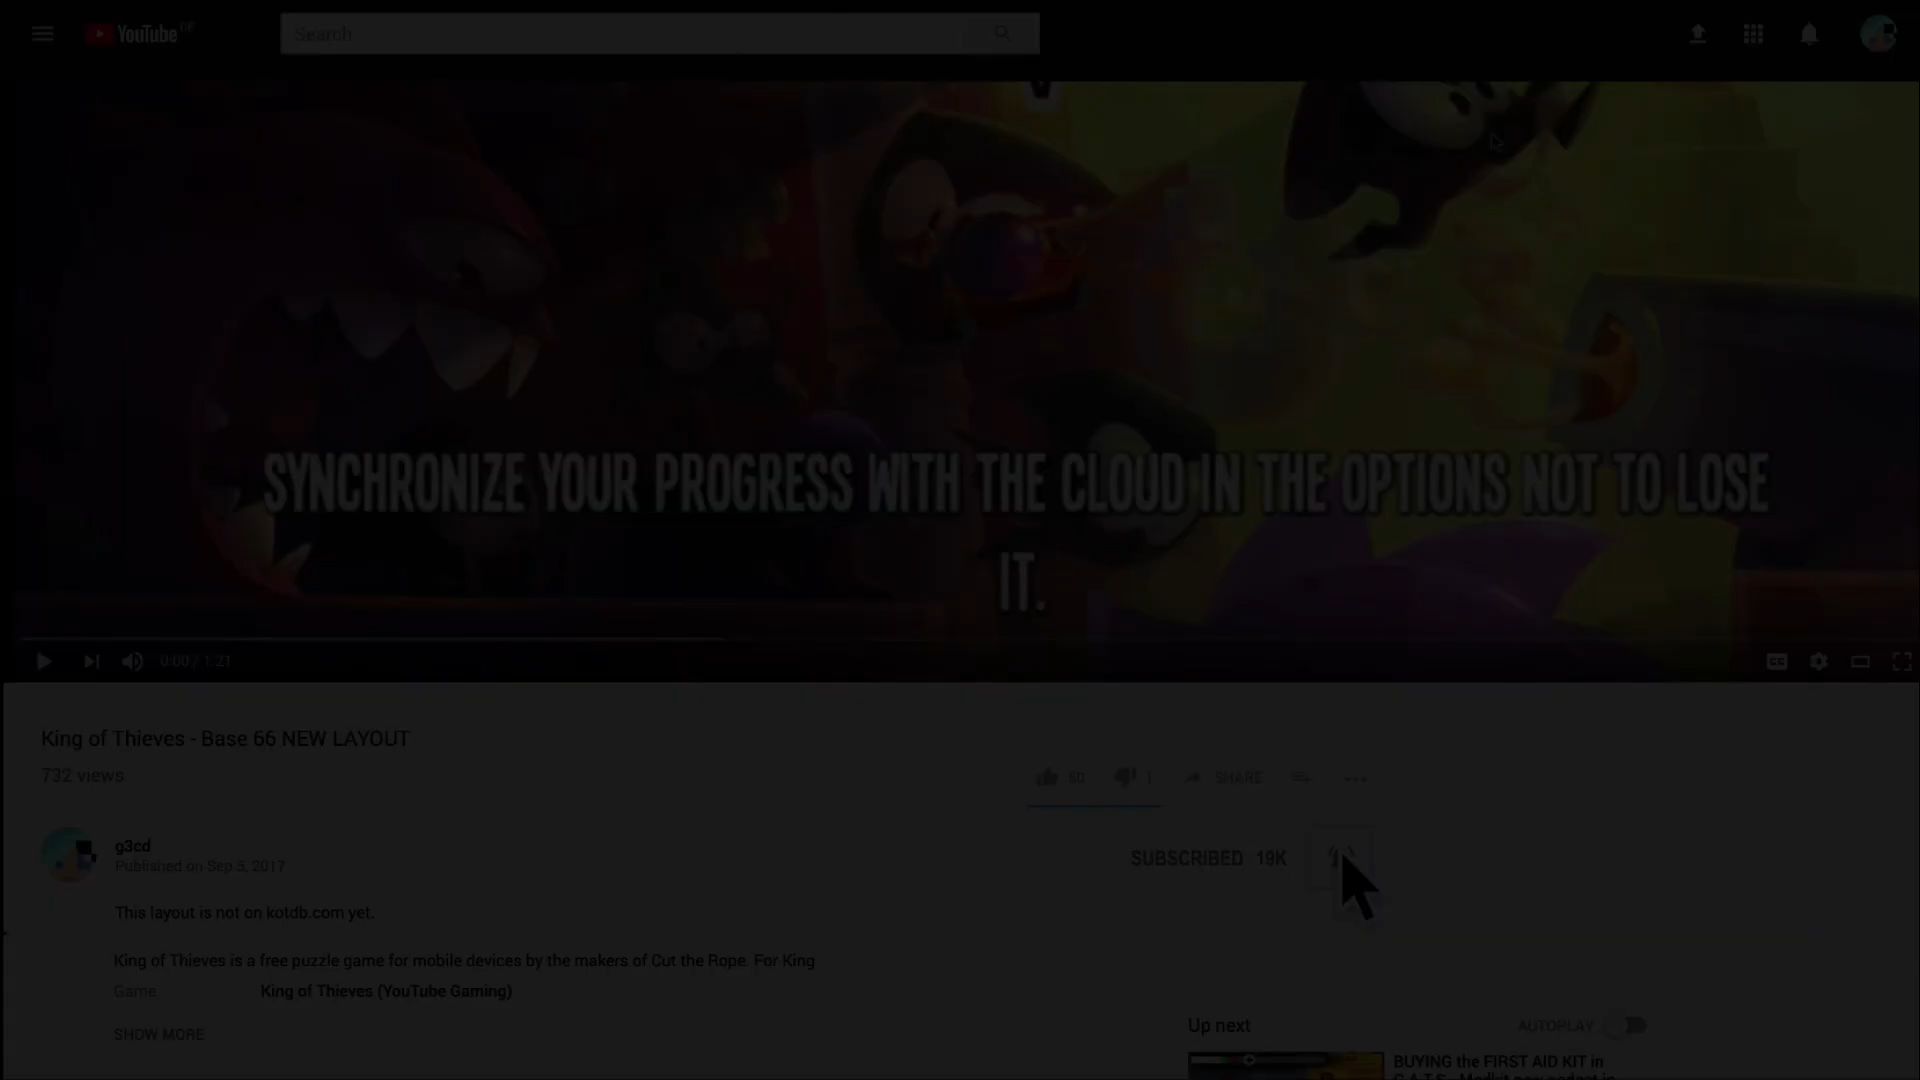 YouTube
Search
SYNCHRONIZE YOUR PROGRESS WITH THE CLOUD IN THE OPTIONS NOT TO LOSE
IT.
0:00 / 1:21
CC
King of Thieves - Base 66 NEW LAYOUT
732 views
60 1 SHARE
g3cd
Published on Sep 5, 2017
SUBSCRIBED 19K
This layout is not on kotdb.com yet.
King of Thieves is a free puzzle game for mobile devices by the makers of Cut the Rope. For King
Game King of Thieves (YouTube Gaming)
SHOW MORE
Up next AUTOPLAY
BUYING the FIRST AID KIT in